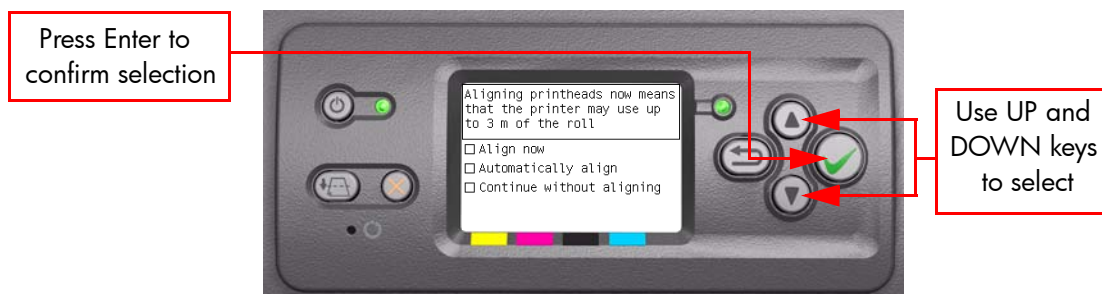 Press Enter to
confirm selection
Aligning printheads now means
that the printer may use up
to 3 m of the roll
Align now
Automatically align
Continue without aligning
Use UP and
DOWN keys
to select